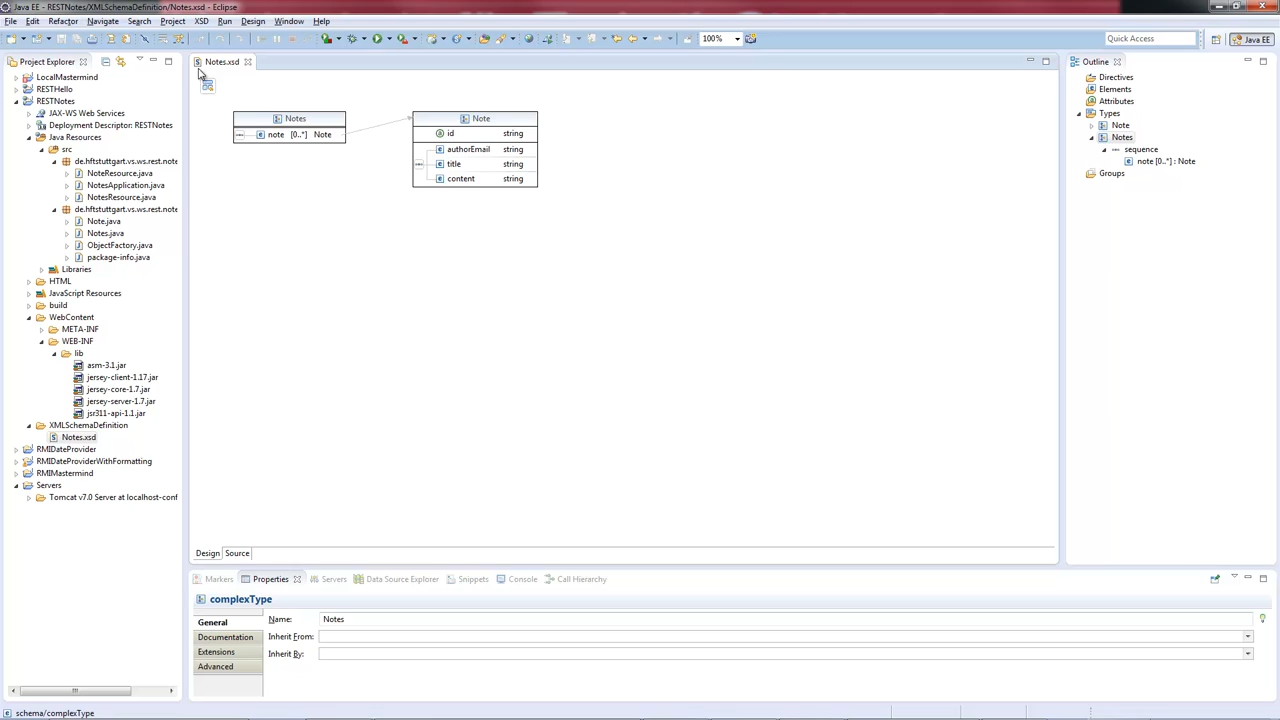 Java EE - RESTNotes/XMLSchemaDefinition/Notes.xsd - Eclipse
File Edit Refactor Navigate Search Project XSD Run Design Window Help
100%
Quick Access
Java EE
Project Explorer
LocalMastermind
RESTHello
RESTNotes
JAX-WS Web Services
Deployment Descriptor: RESTNotes
Java Resources
src
de.hftstuttgart.vs.ws.rest.note
NoteResource.java
NotesApplication.java
NotesResource.java
de.hftstuttgart.vs.ws.rest.note
Note.java
Notes.java
ObjectFactory.java
package-info.java
Libraries
HTML
JavaScript Resources
build
WebContent
META-INF
WEB-INF
lib
asm-3.1.jar
jersey-client-1.17.jar
jersey-core-1.7.jar
jersey-server-1.7.jar
jsr311-api-1.1.jar
XMLSchemaDefinition
Notes.xsd
RMIDateProvider
RMIDateProviderWithFormatting
RMIMastermind
Servers
Tomcat v7.0 Server at localhost-conf
Notes.xsd
Notes
note [0..*] Note
Note
id string
authorEmail string
title string
content string
Design Source
Outline
Directives
Elements
Attributes
Types
Note
Notes
sequence
note [0..*] : Note
Groups
Markers Properties Servers Data Source Explorer Snippets Console Call Hierarchy
complexType
General
Documentation
Extensions
Advanced
Name: Notes
Inherit From:
Inherit By:
schema/complexType